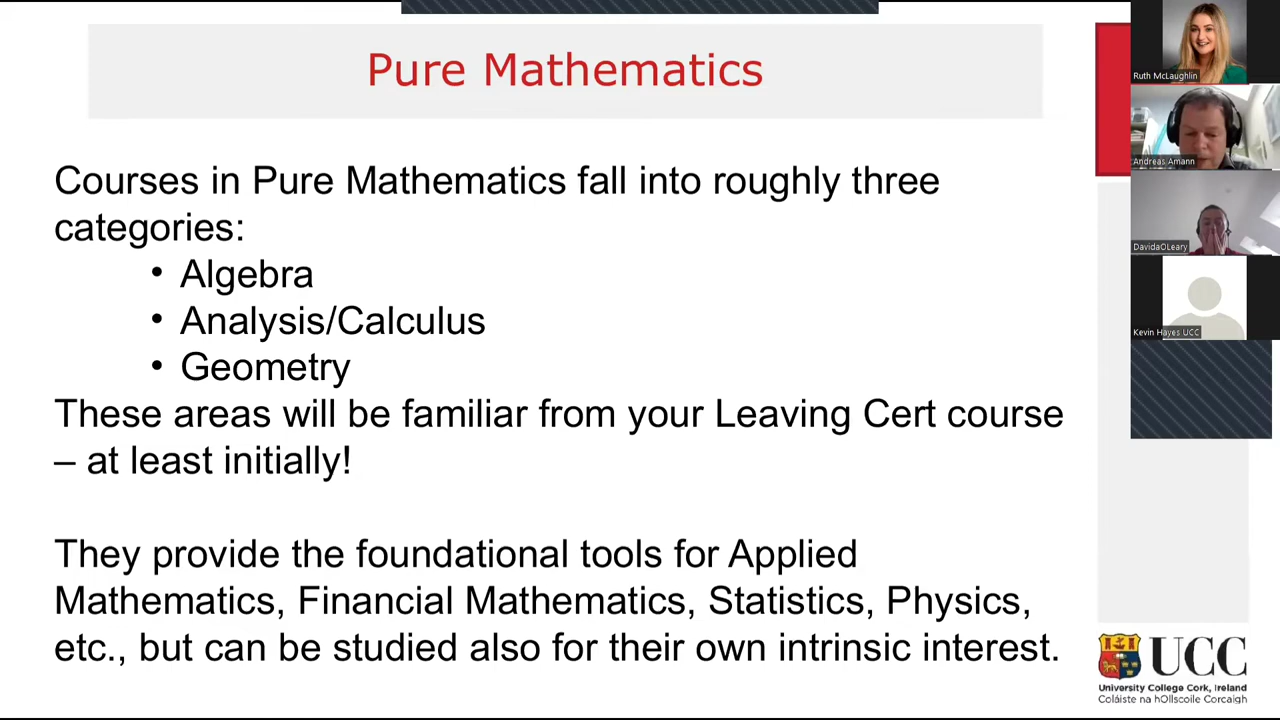 Pure Mathematics
Courses in Pure Mathematics fall into roughly three
categories:
• Algebra
• Analysis/Calculus
• Geometry
These areas will be familiar from your Leaving Cert course
– at least initially!
They provide the foundational tools for Applied
Mathematics, Financial Mathematics, Statistics, Physics,
etc., but can be studied also for their own intrinsic interest.
Ruth McLaughlin
Andreas Amann
DavidaOLeary
Kevin Hayes UCC
UCC
University College Cork, Ireland
Coláiste na hOllscoile Corcaigh